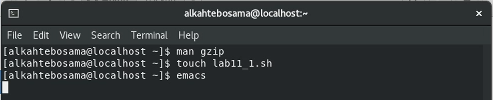 alkahtebosama@localhost:~
File Edit View Search Terminal Help
[alkahtebosama@localhost ~]$ man gzip
[alkahtebosama@localhost ~]$ touch lab11_1.sh
[alkahtebosama@localhost ~]$ emacs